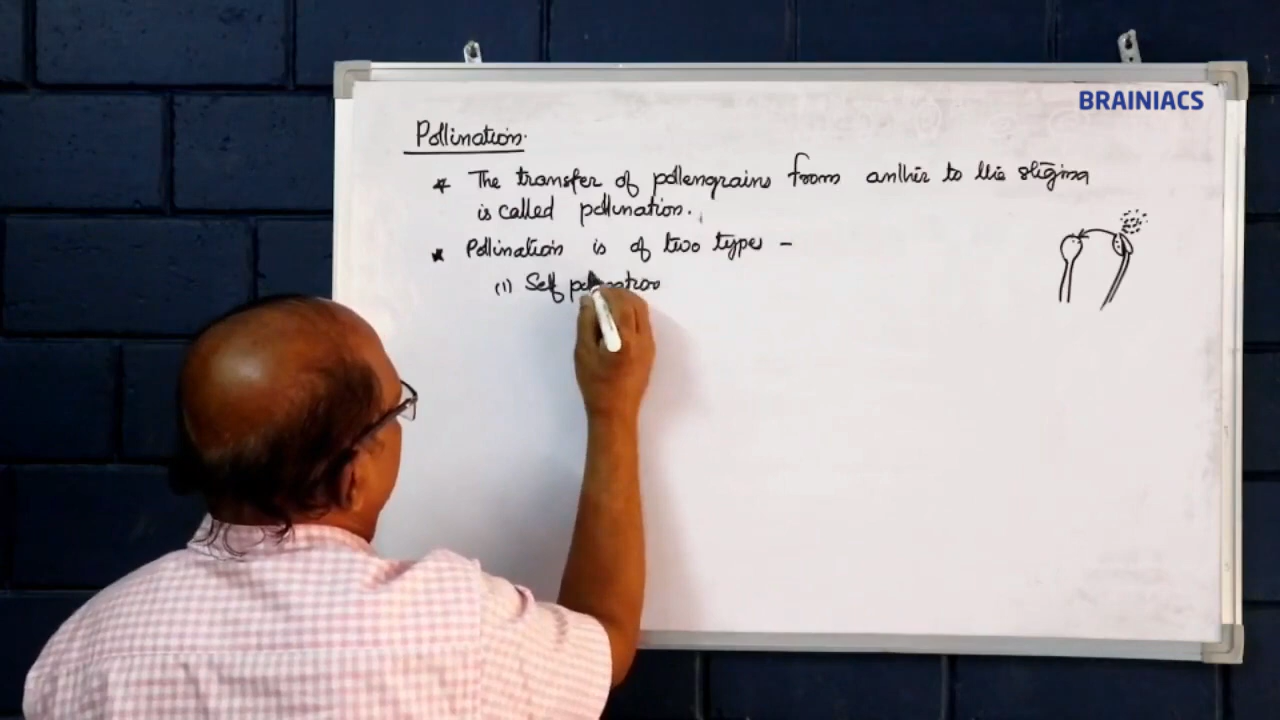 BRAINIACS
Pollination.
* The transfer of pollengrains from anther to the stigma
is called pollination.
* Pollination is of two types -
(1) Self